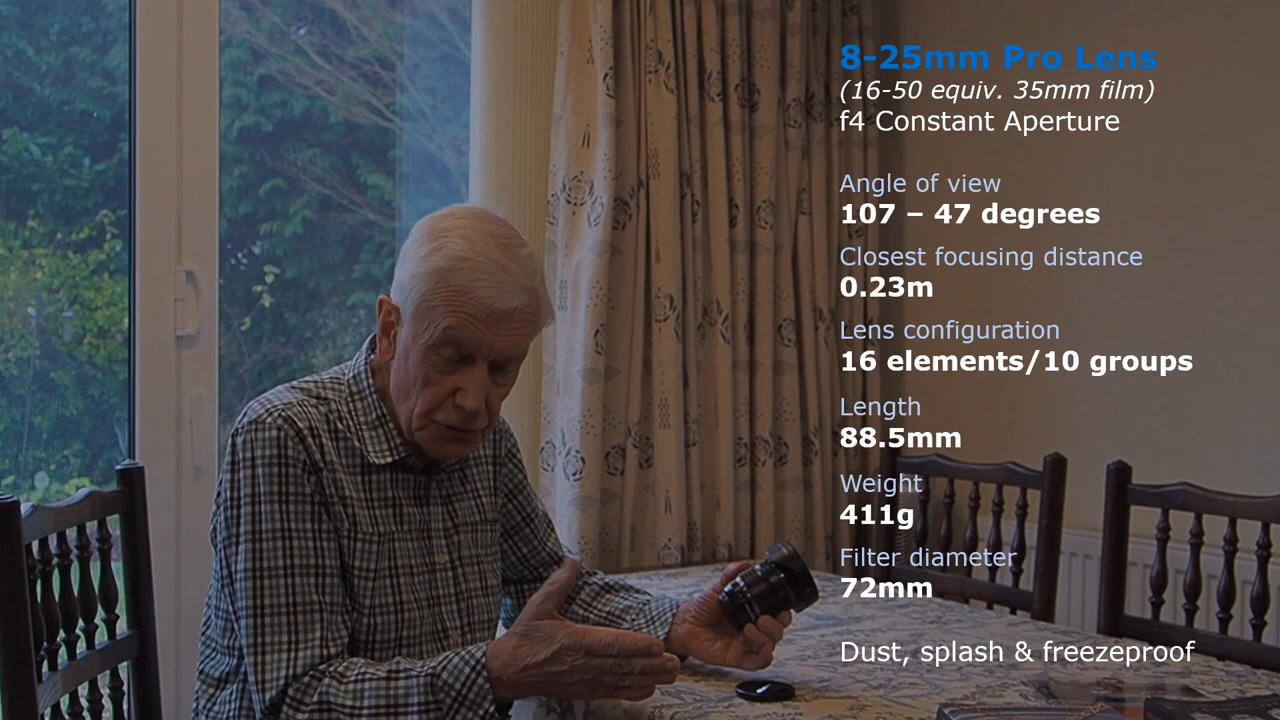 8-25mm Pro Lens
(16-50 equiv. 35mm film)
f4 Constant Aperture
Angle of view
107 – 47 degrees
Closest focusing distance
0.23m
Lens configuration
16 elements/10 groups
Length
88.5mm
Weight
411g
Filter diameter
72mm
Dust, splash & freezeproof